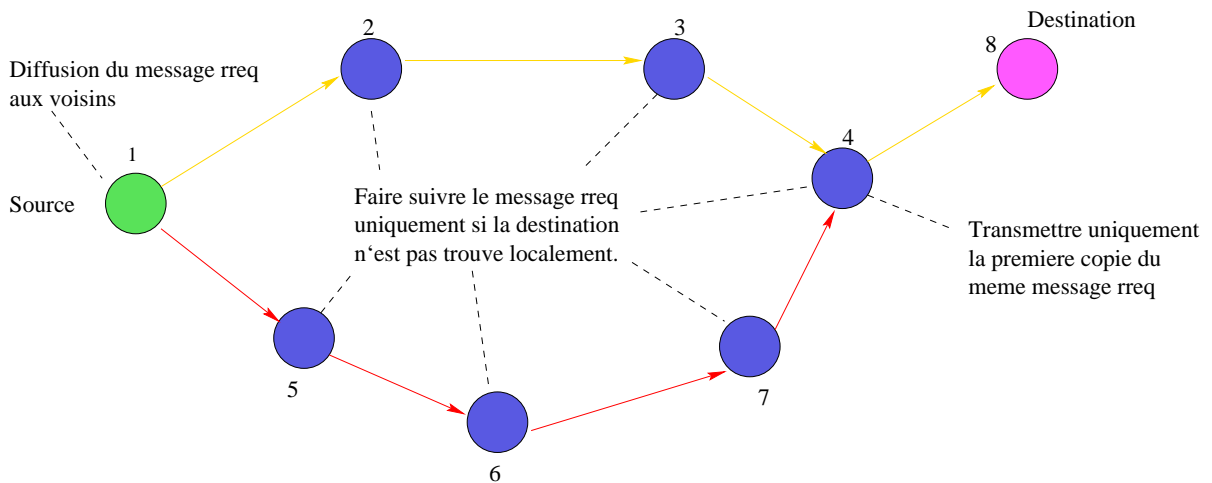 Destination
2
3
8
Diffusion du message rreq
aux voisins
1
4
Source
Faire suivre le message rreq
uniquement si la destination
n‘est pas trouve localement.
Transmettre uniquement
la premiere copie du
meme message rreq
5
7
6